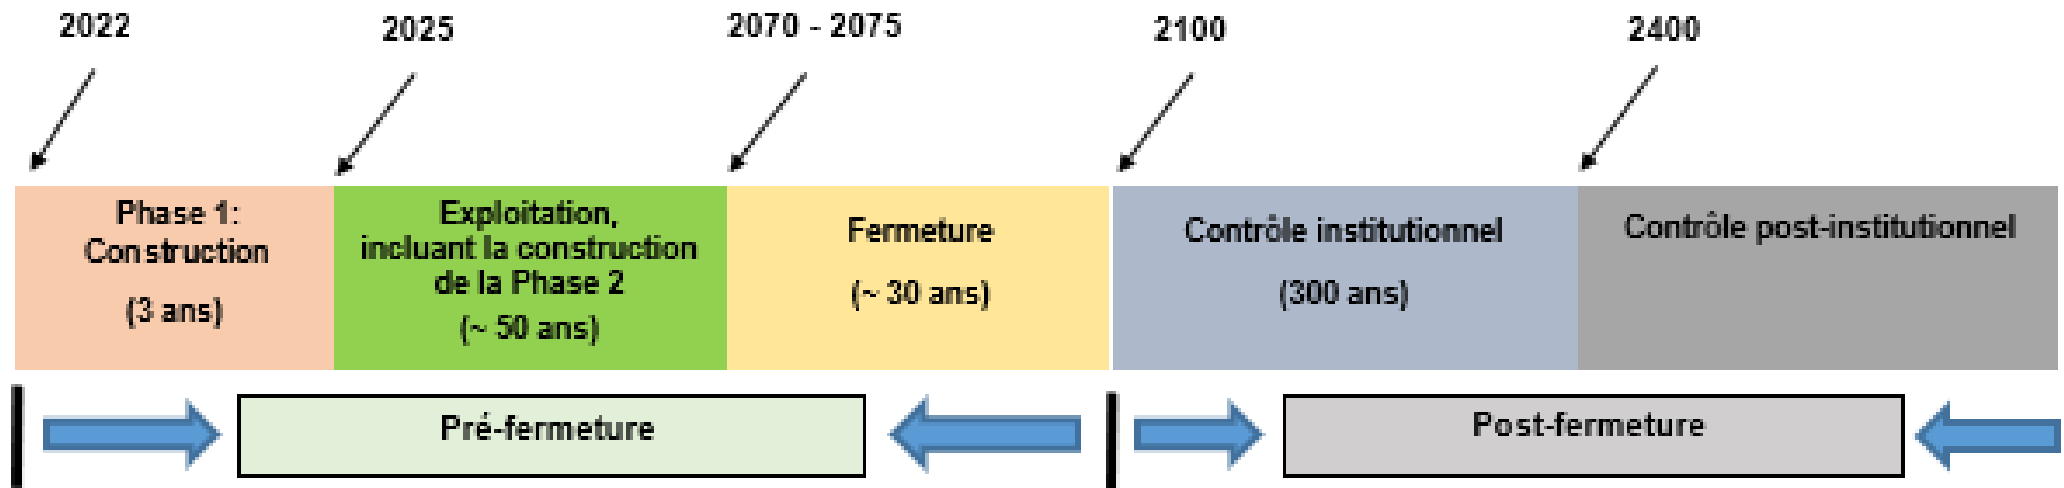 2022
2025
2070 - 2075
2100
2400
Phase 1:
Construction
(3 ans)
Exploitation,
incluant la construction
de la Phase 2
(~ 50 ans)
Fermeture
(~ 30 ans)
Contrôle institutionnel
(300 ans)
Contrôle post-institutionnel
Pré-fermeture
Post-fermeture